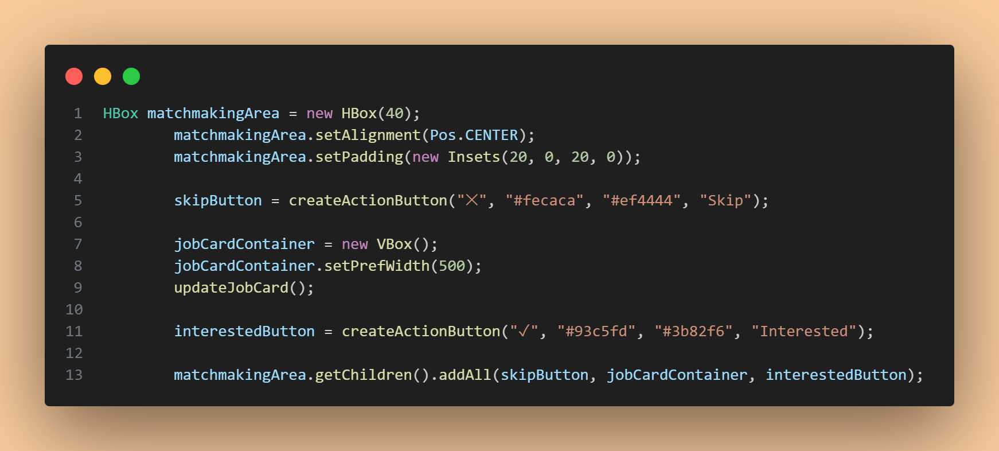 1 HBox matchmakingArea = new HBox(40);
2         matchmakingArea.setAlignment(Pos.CENTER);
3         matchmakingArea.setPadding(new Insets(20, 0, 20, 0));
4
5         skipButton = createActionButton("✕", "#fecaca", "#ef4444", "Skip");
6
7         jobCardContainer = new VBox();
8         jobCardContainer.setPrefWidth(500);
9         updateJobCard();
10
11         interestedButton = createActionButton("✓", "#93c5fd", "#3b82f6", "Interested");
12
13         matchmakingArea.getChildren().addAll(skipButton, jobCardContainer, interestedButton);